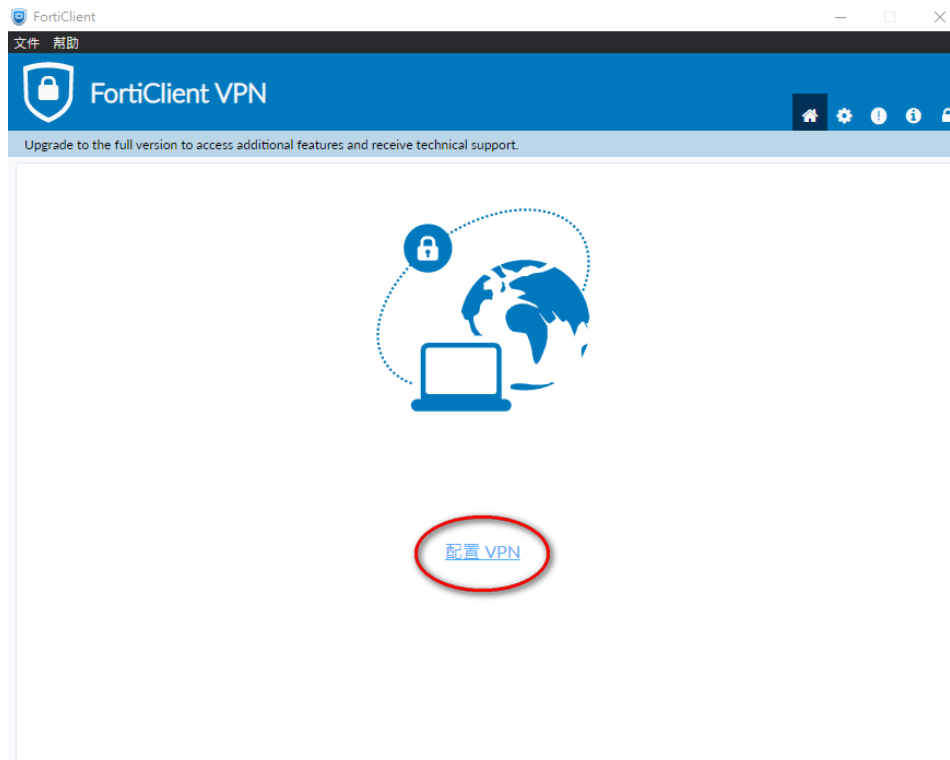 FortiClient
文件 幫助
FortiClient VPN
Upgrade to the full version to access additional features and receive technical support.
配置 VPN